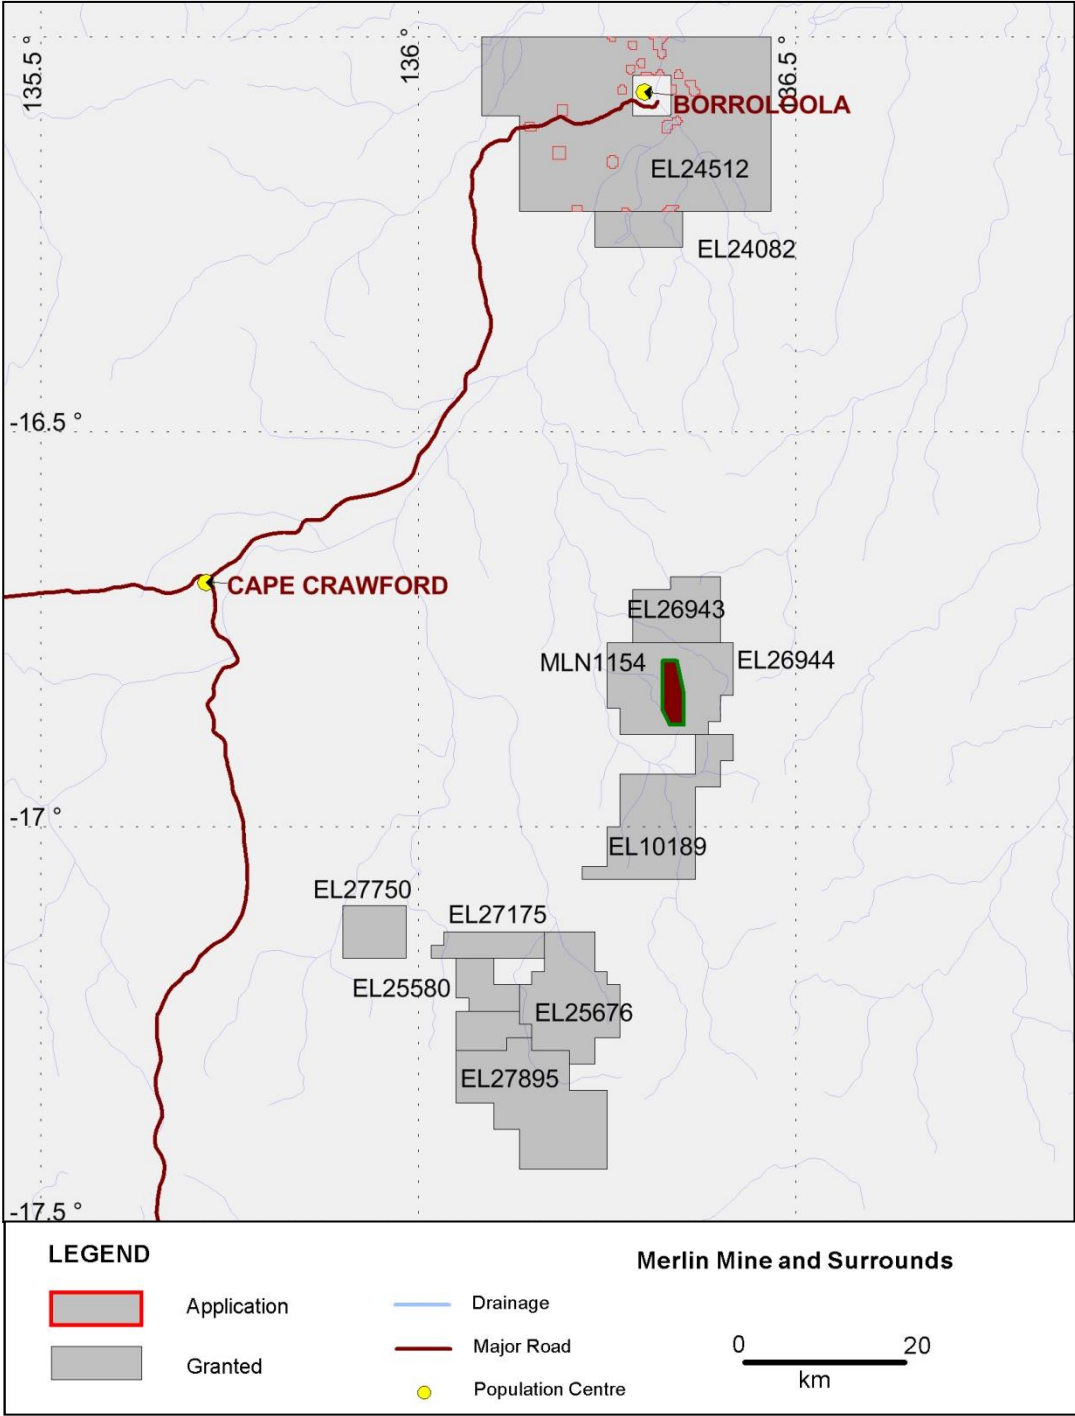 135.5 °
136 °
136.5 °
BORROLOOLA
EL24512
EL24082
-16.5 °
CAPE CRAWFORD
EL26943
MLN1154
EL26944
-17 °
EL10189
EL27750
EL27175
EL25580
EL25676
EL27895
-17.5 °
LEGEND
Merlin Mine and Surrounds
Application
Drainage
Granted
Major Road
Population Centre
0 20
km